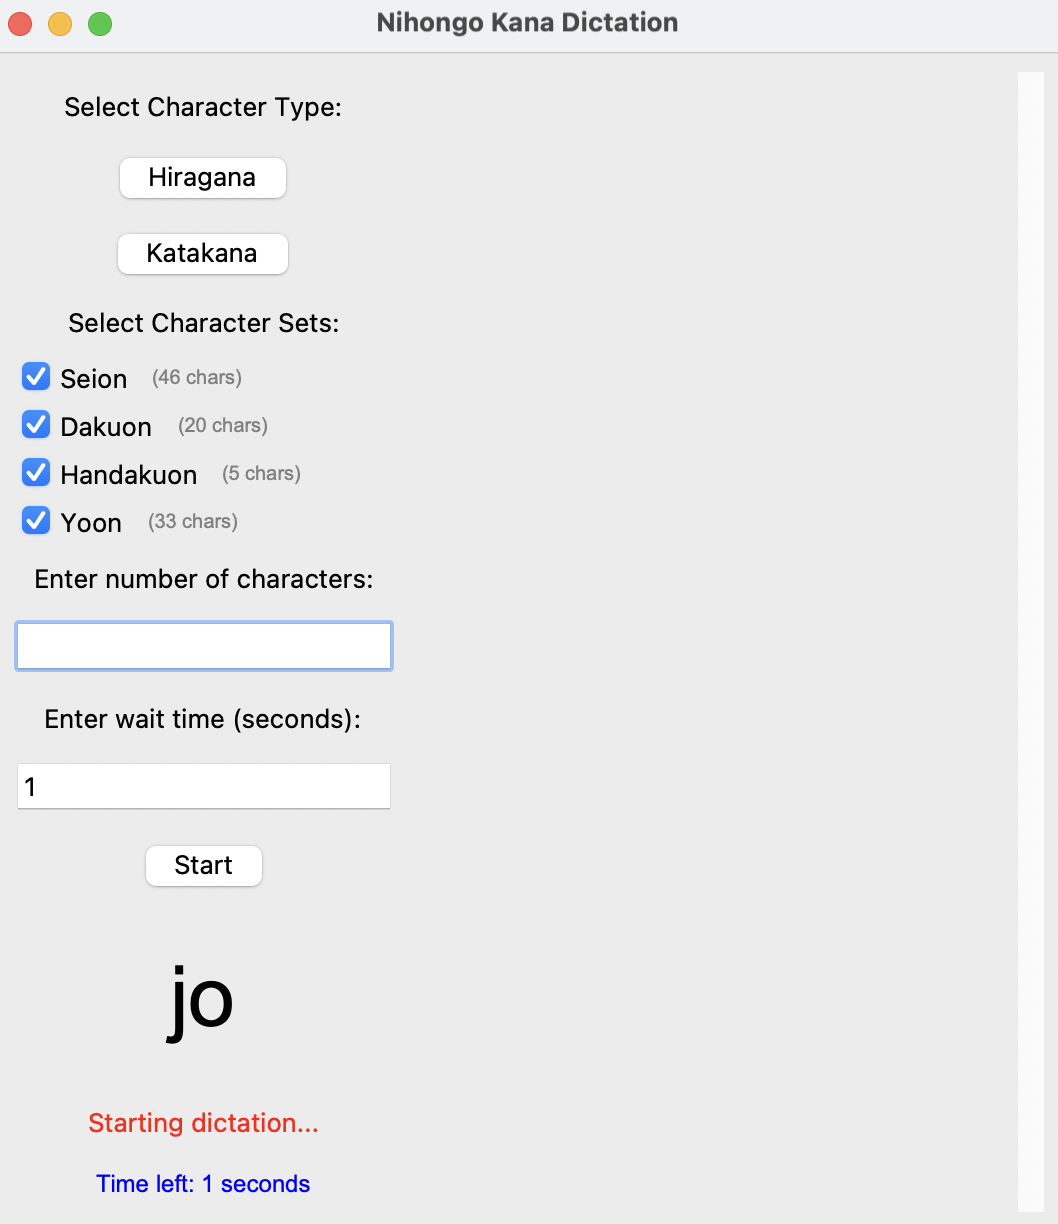 Nihongo Kana Dictation
Select Character Type:
Hiragana
Katakana
Select Character Sets:
Seion (46 chars)
Dakuon (20 chars)
Handakuon (5 chars)
Yoon (33 chars)
Enter number of characters:
Enter wait time (seconds):
1
Start
jo
Starting dictation...
Time left: 1 seconds